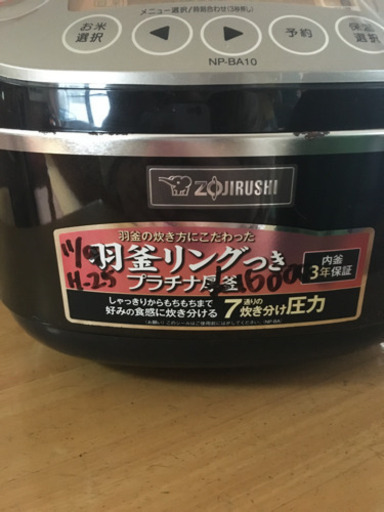 メニュー選択/時間合わせ(3秒押し)
お米
選択
予約
保温
選択
NP-BA10
ZOJIRUSHI
羽釜の炊き方にこだわった
羽釜リングつき
プラチナ厚釜
内釜
3年保証
H-25
しゃっきりからもちもちまで
好みの食感に炊き分ける
7通りの炊き分け圧力